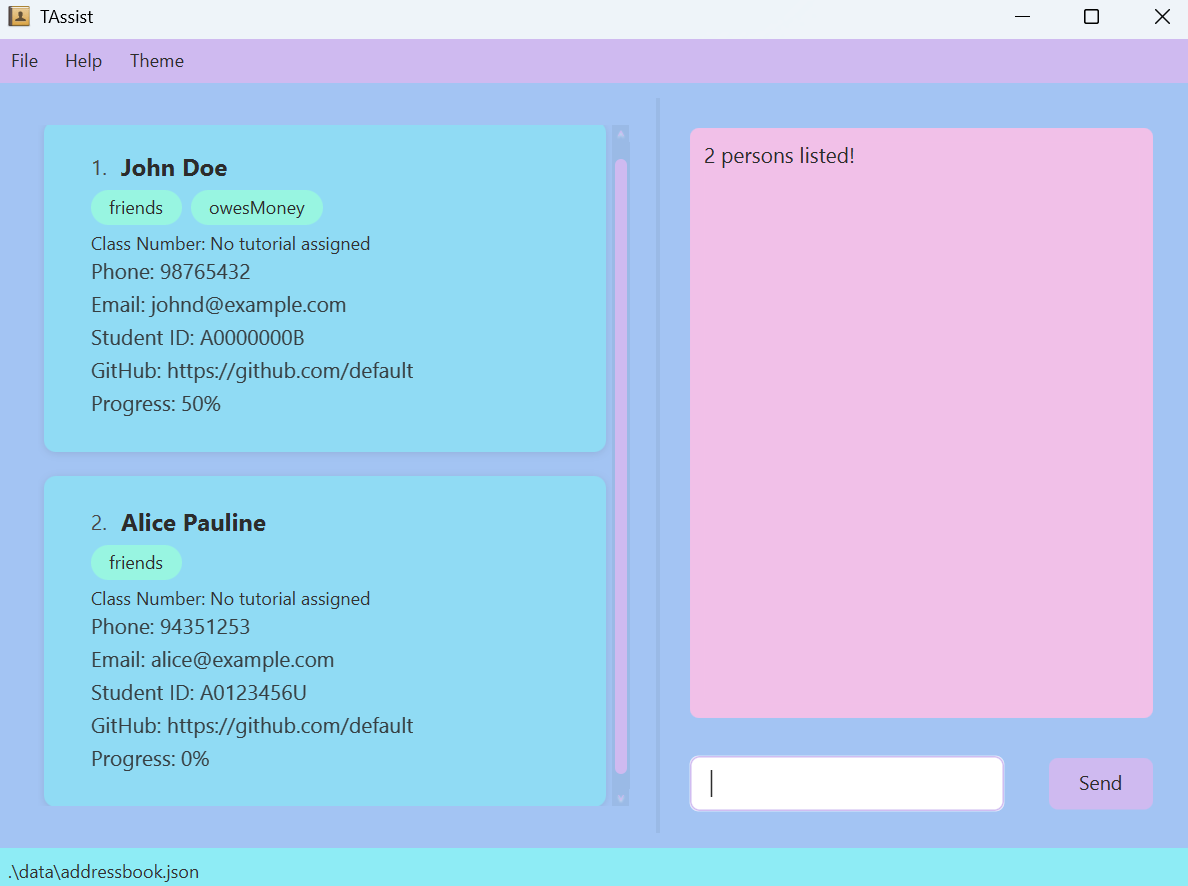 TAssist
File Help Theme
1. John Doe
friends owesMoney
Class Number: No tutorial assigned
Phone: 98765432
Email: johnd@example.com
Student ID: A0000000B
GitHub: https://github.com/default
Progress: 50%
2. Alice Pauline
friends
Class Number: No tutorial assigned
Phone: 94351253
Email: alice@example.com
Student ID: A0123456U
GitHub: https://github.com/default
Progress: 0%
2 persons listed!
Send
.\data\addressbook.json